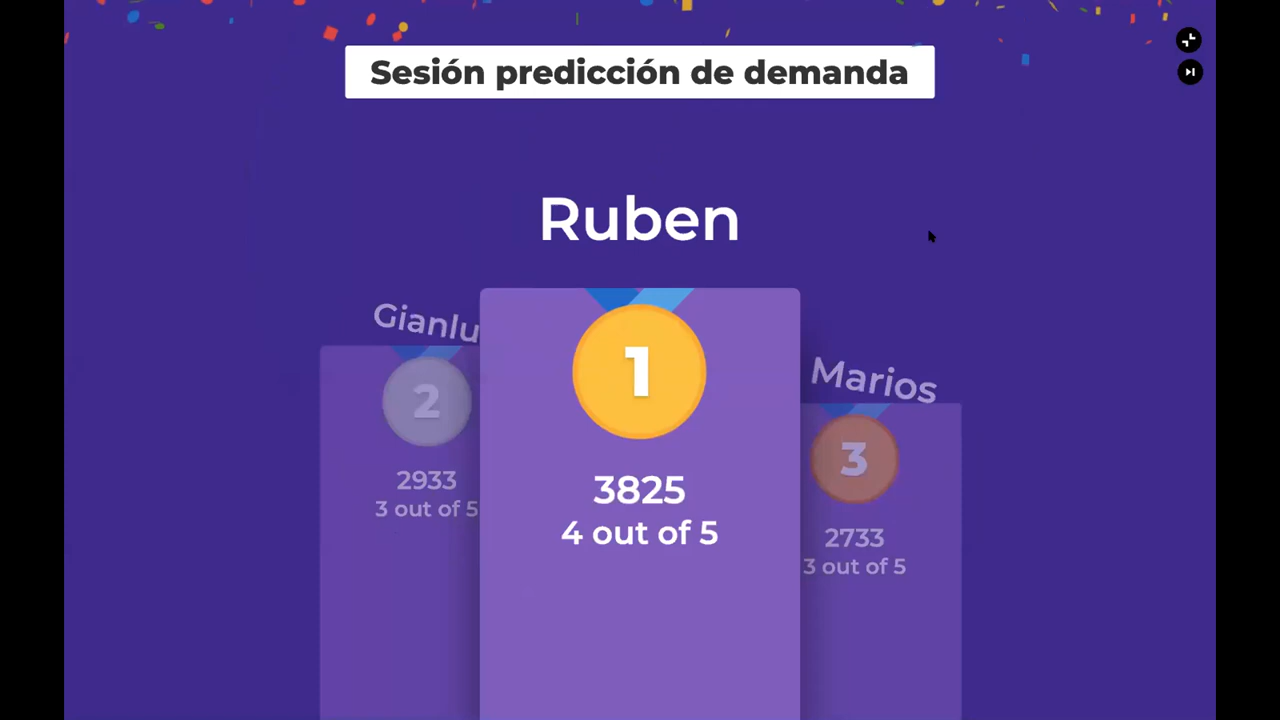 Sesión predicción de demanda
Ruben
1
3825
4 out of 5
Gianlu
2
2933
3 out of 5
Marios
3
2733
3 out of 5